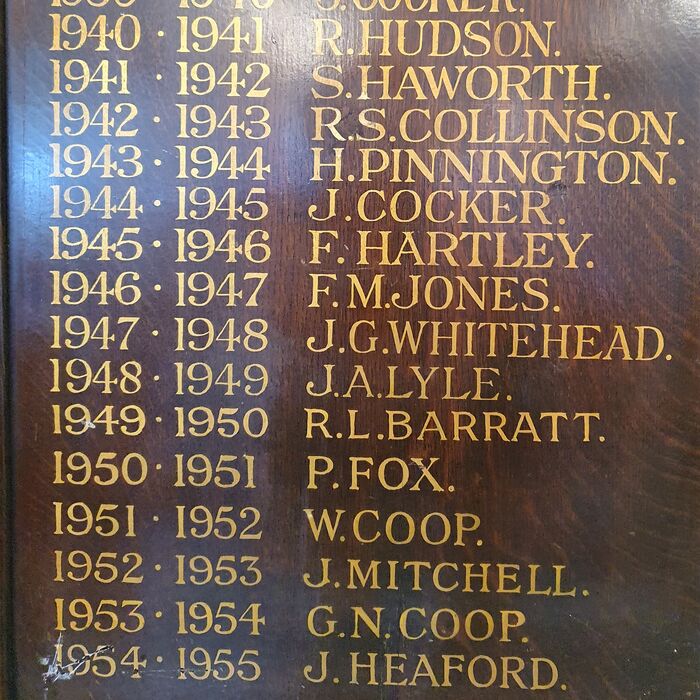 1940 · 1941 R. HUDSON.
1941 · 1942 S. HAWORTH.
1942 · 1943 R.S. COLLINSON.
1943 · 1944 H. PINNINGTON.
1944 · 1945 J. COCKER.
1945 · 1946 F. HARTLEY.
1946 · 1947 F. M. JONES.
1947 · 1948 J. G. WHITEHEAD.
1948 · 1949 J. A. LYLE.
1949 · 1950 R. L. BARRATT.
1950 · 1951 P. FOX.
1951 · 1952 W. COOP.
1952 · 1953 J. MITCHELL.
1953 · 1954 G. N. COOP.
1954 · 1955 J. HEAFORD.